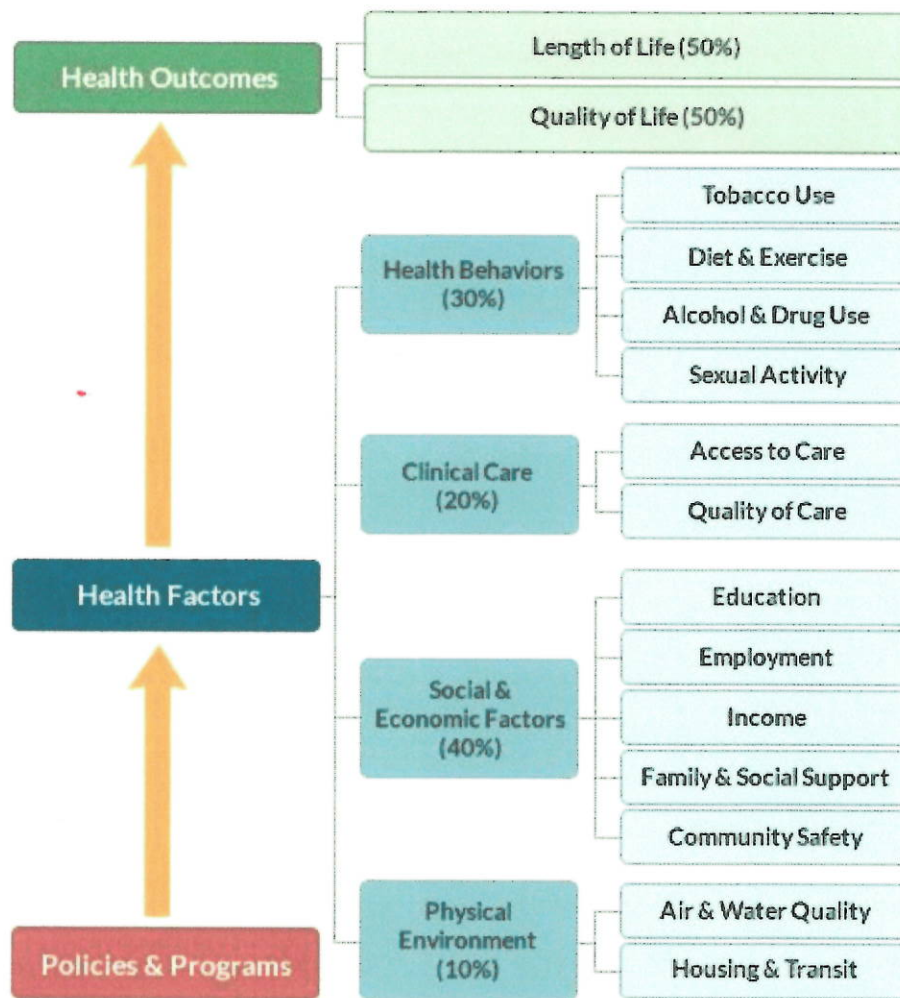 Health Outcomes
Length of Life (50%)
Quality of Life (50%)
Health Factors
Health Behaviors
(30%)
Tobacco Use
Diet & Exercise
Alcohol & Drug Use
Sexual Activity
Clinical Care
(20%)
Access to Care
Quality of Care
Social &
Economic Factors
(40%)
Education
Employment
Income
Family & Social Support
Community Safety
Physical
Environment
(10%)
Air & Water Quality
Housing & Transit
Policies & Programs